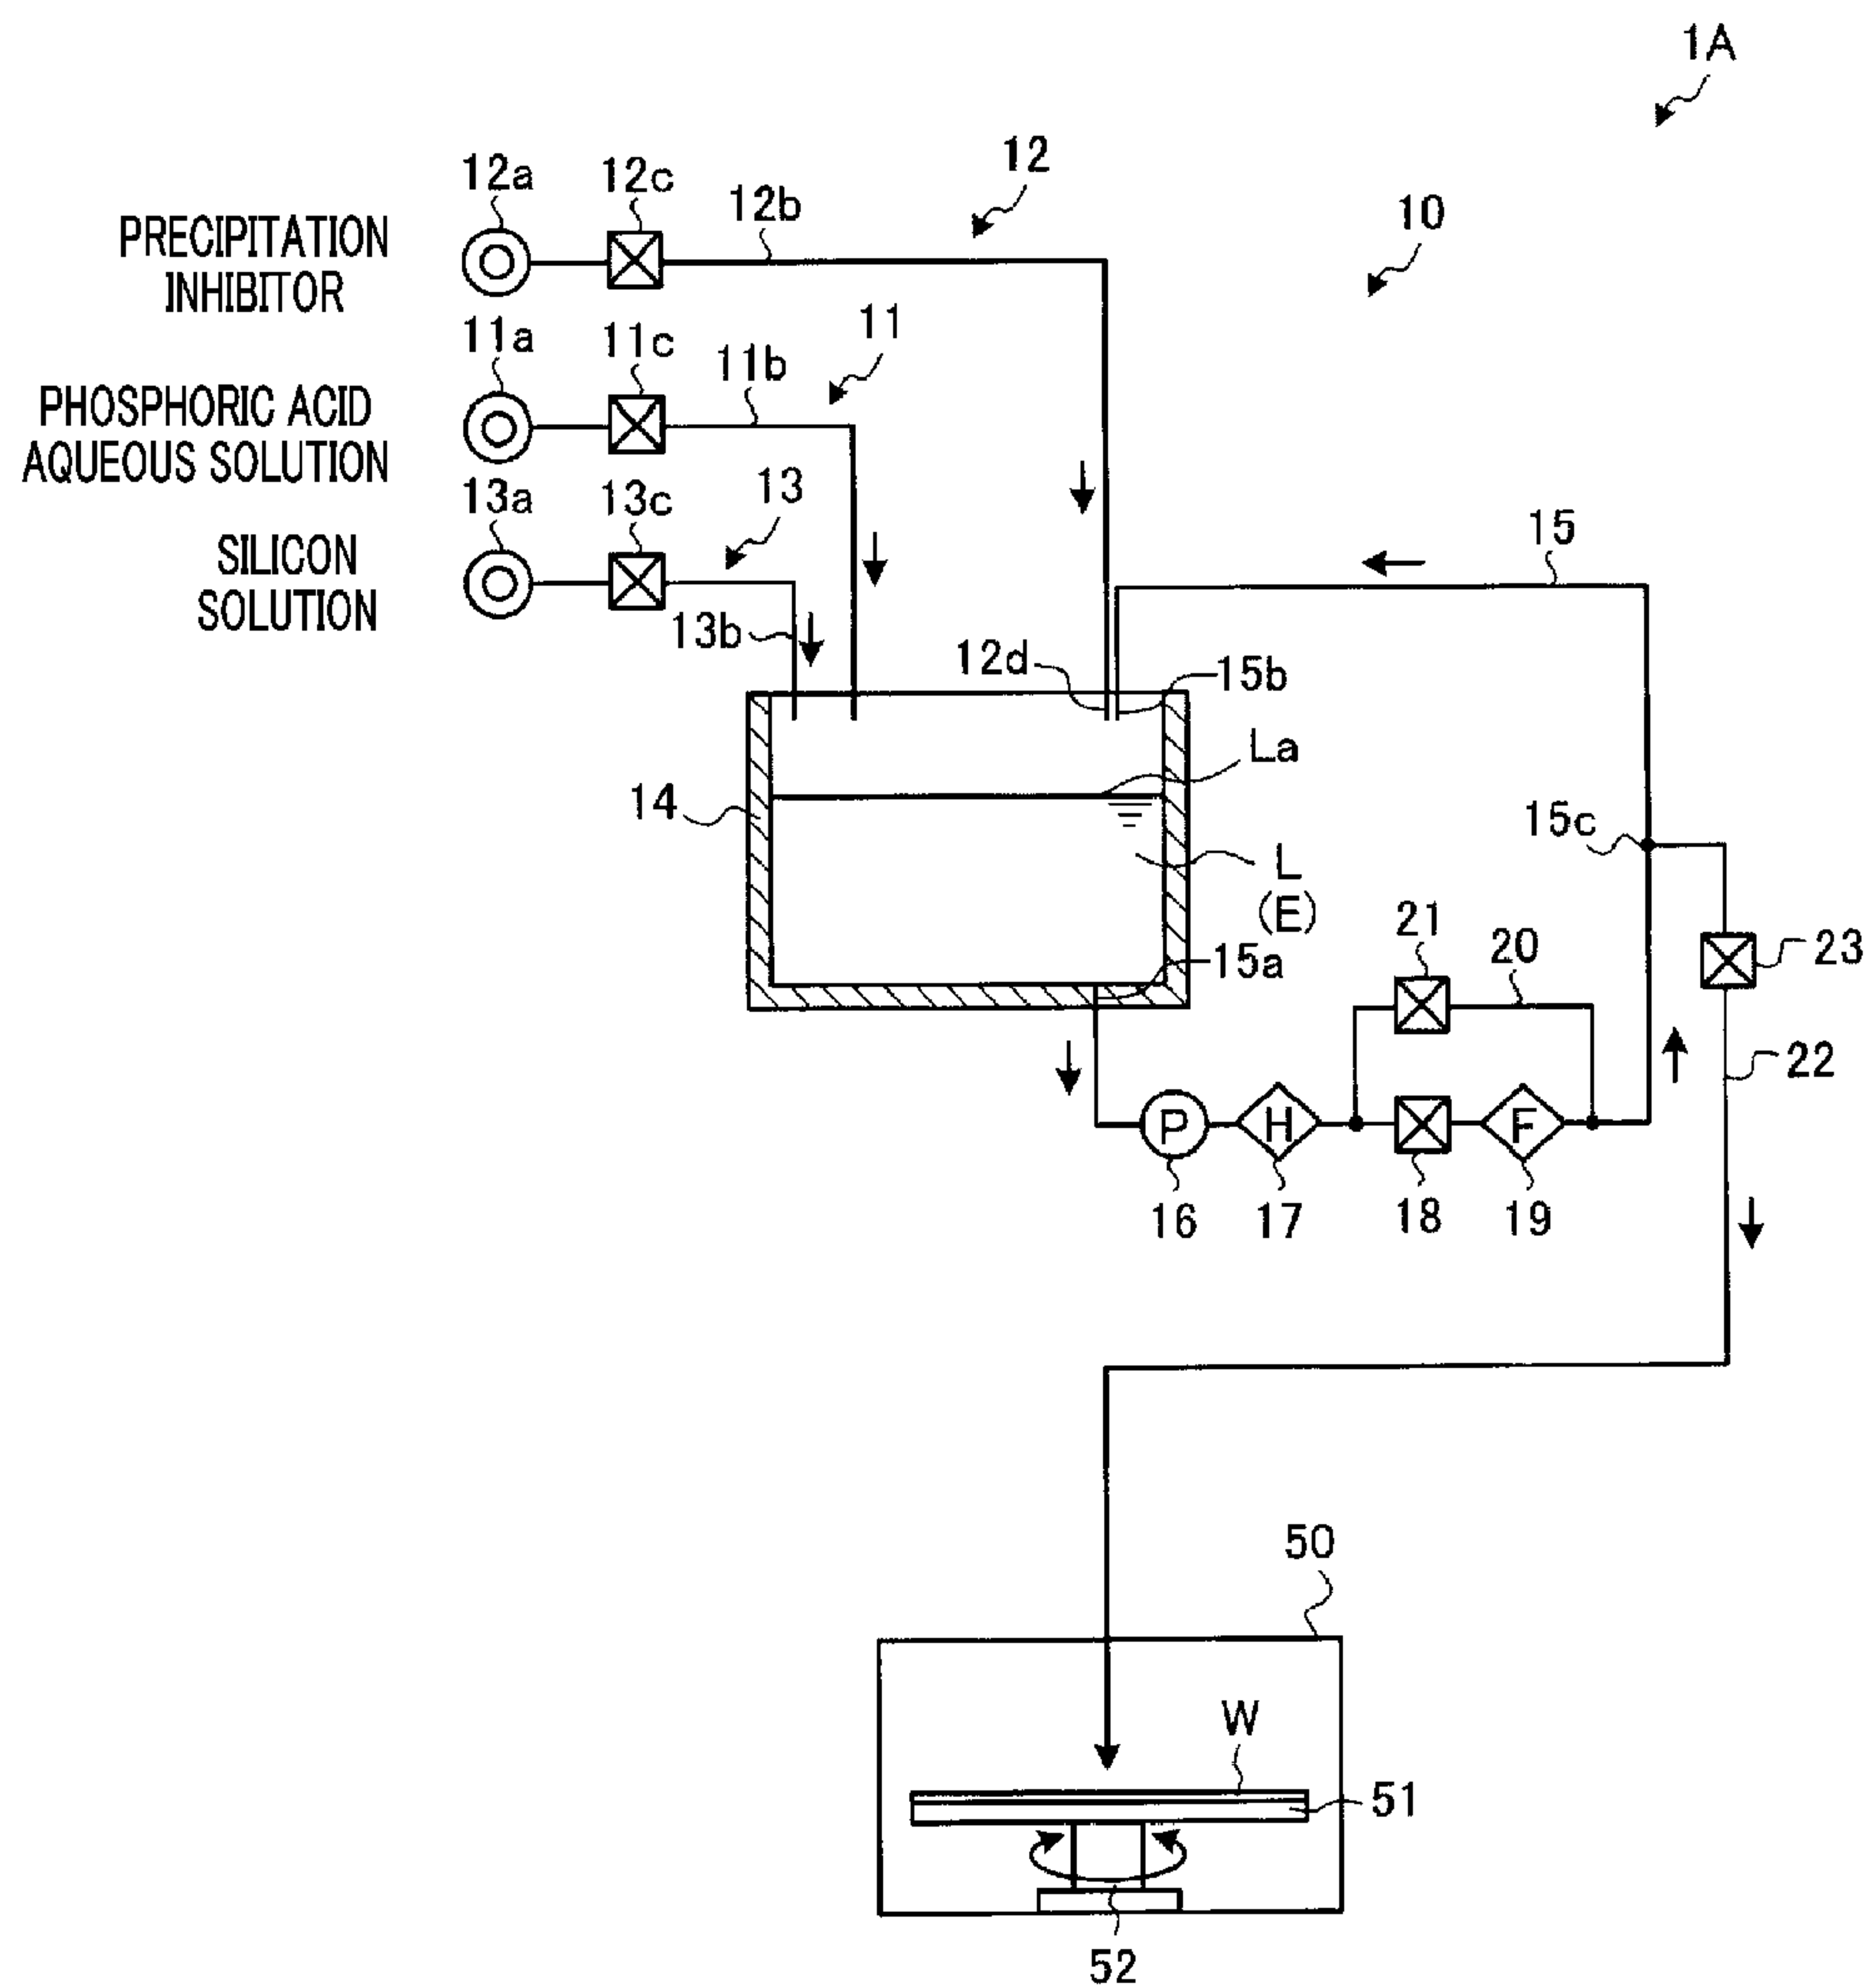 1A
12a
12c
12b
12
10
PRECIPITATION
INHIBITOR
11a
11c
11b
11
PHOSPHORIC ACID
AQUEOUS SOLUTION
13a
13c
13
SILICON
SOLUTION
15
13b
12d
15b
La
14
15c
L
(E)
21
20
23
15a
22
P
H
F
16
17
18
19
50
W
51
52